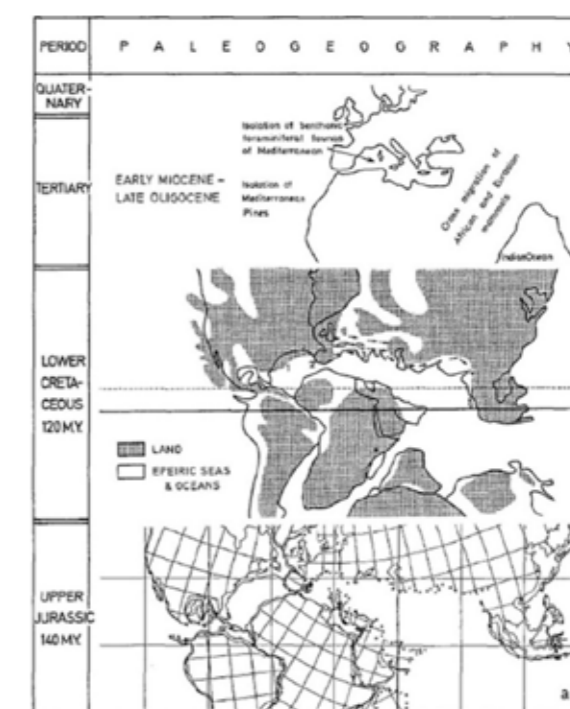 PERIOD
P A L E O G E O G R A P H Y
QUATER-
NARY
Isolation of benthonic
foraminiferal faunas
of Mediterranean
TERTIARY
EARLY MIOCENE –
LATE OLIGOCENE
Isolation of
Mediterranean
Pines
Cross migration of
African and Eurasian
mammals
Indian Ocean
LOWER
CRETA-
CEOUS
120 M.Y.
LAND
EPEIRIC SEAS
& OCEANS
UPPER
JURASSIC
140 M.Y.
a